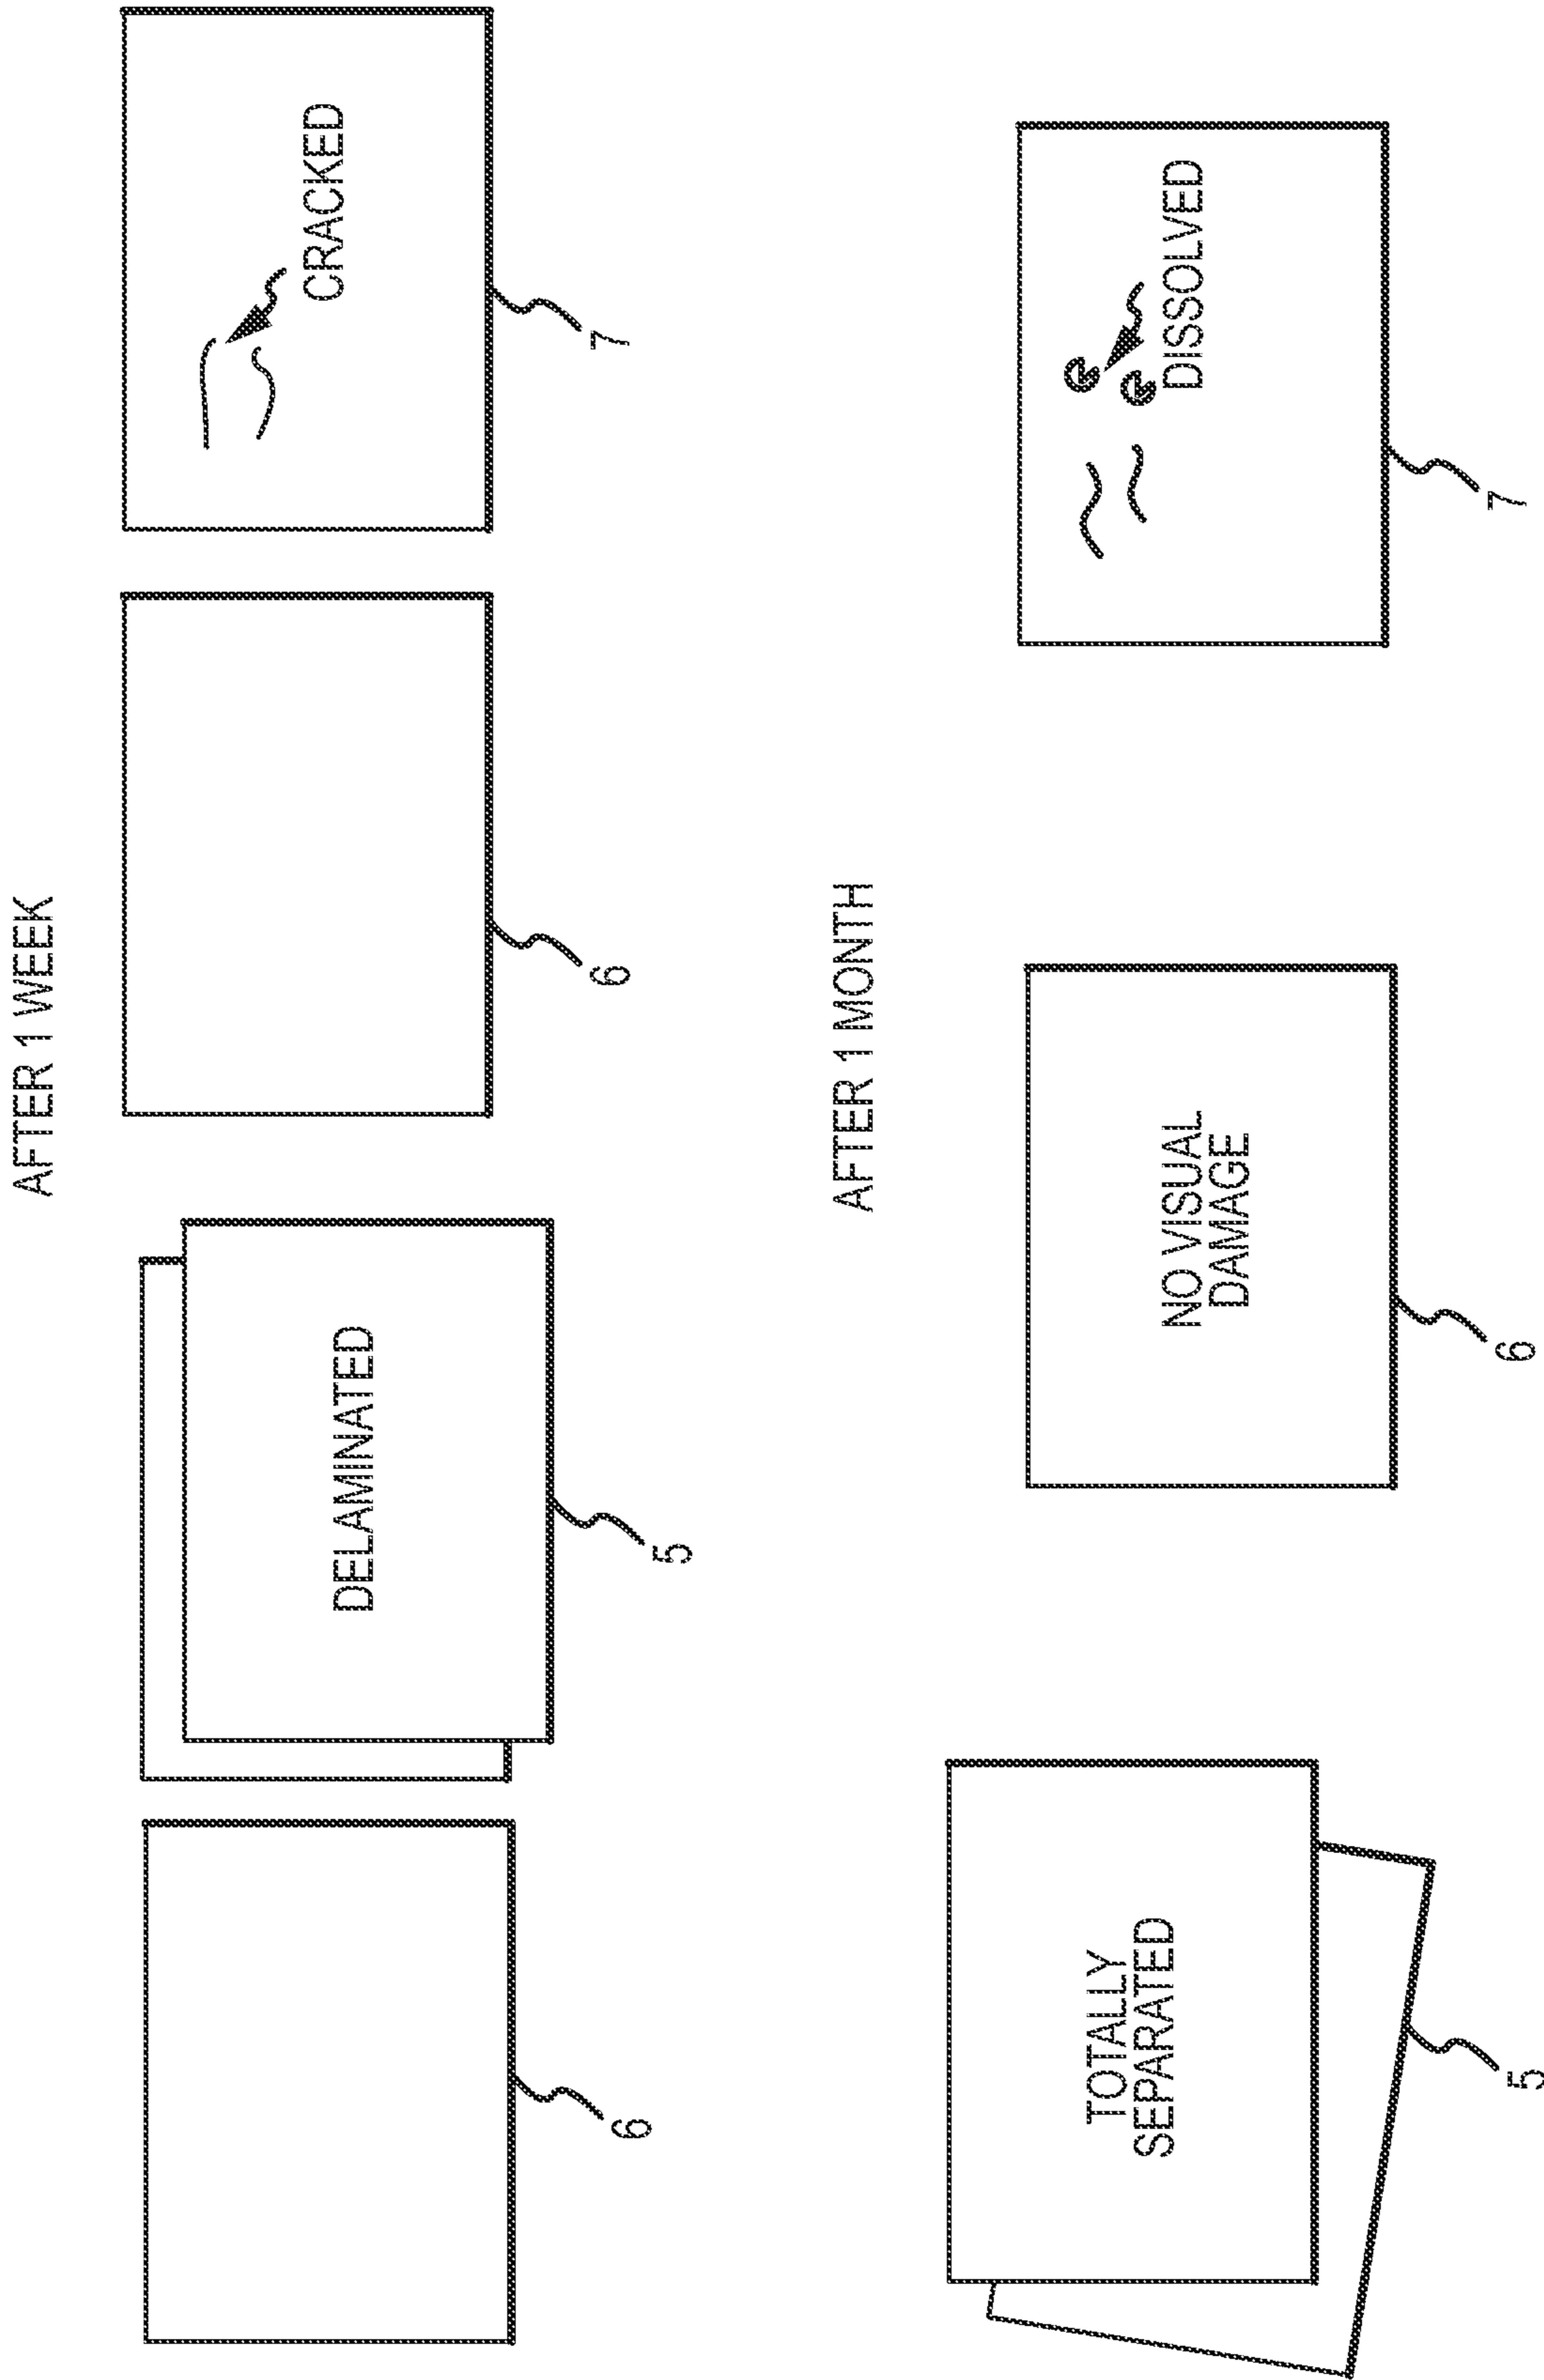 AFTER 1 WEEK
DELAMINATED
CRACKED
6
5
6
7
AFTER 1 MONTH
TOTALLY
SEPARATED
NO VISUAL
DAMAGE
DISSOLVED
5
6
7